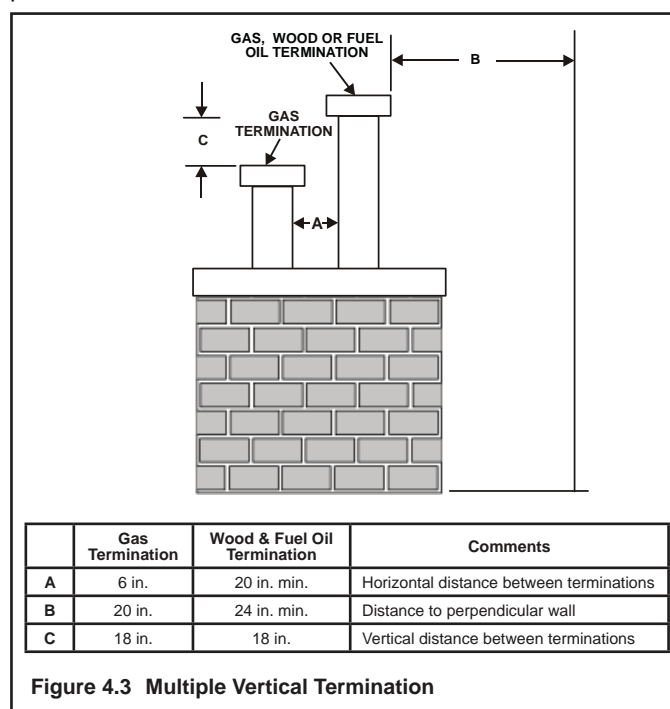 GAS, WOOD OR FUEL
OIL TERMINATION
B
GAS
TERMINATION
C
A
Gas Termination | Wood & Fuel Oil Termination | Comments
A | 6 in. | 20 in. min. | Horizontal distance between terminations
B | 20 in. | 24 in. min. | Distance to perpendicular wall
C | 18 in. | 18 in. | Vertical distance between terminations
Figure 4.3 Multiple Vertical Termination